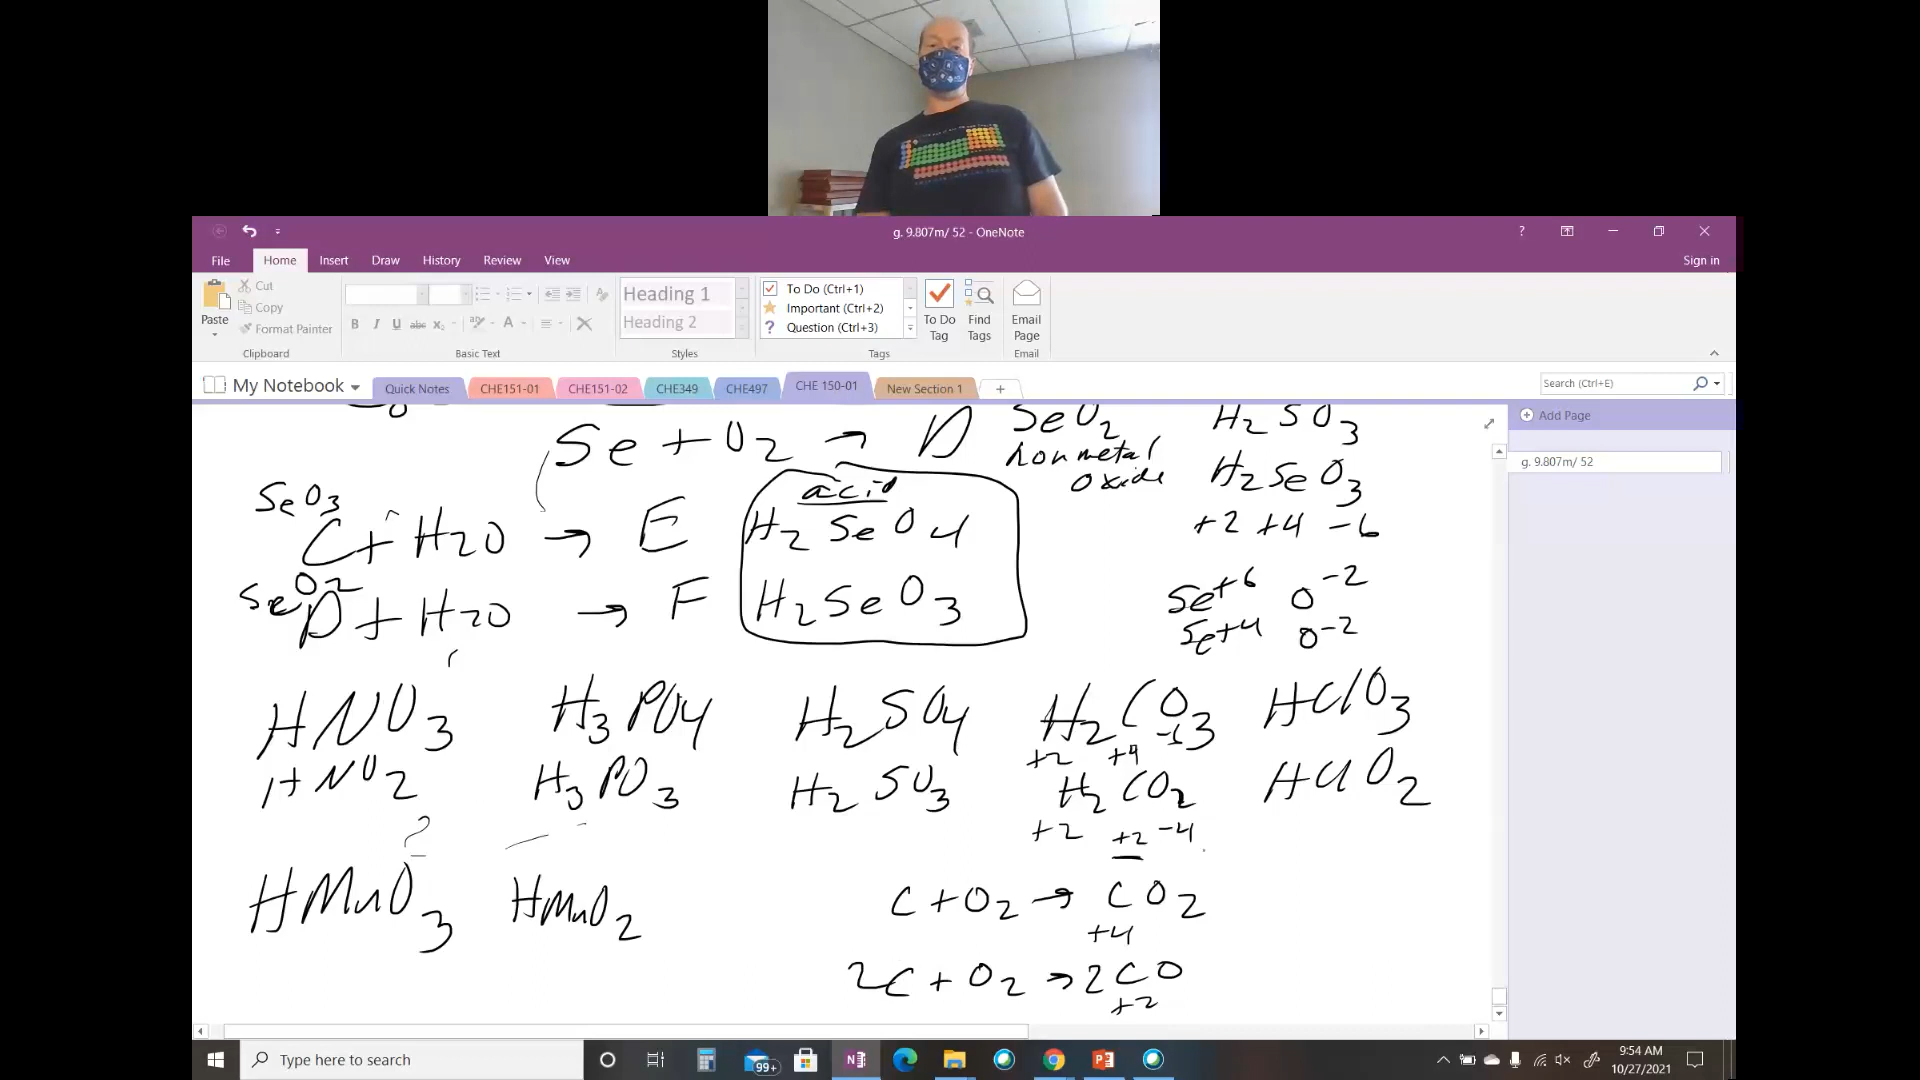 g. 9.807m/ 52 - OneNote
?
File Home Insert Draw History Review View Sign in
Paste
Cut
Copy
Format Painter
Clipboard
B I U abc x₂ A
Basic Text
Heading 1
Heading 2
Styles
To Do (Ctrl+1)
Important (Ctrl+2)
? Question (Ctrl+3)
Tags
To Do Tag
Find Tags
Email Page
Email
My Notebook Quick Notes CHE151-01 CHE151-02 CHE349 CHE497 CHE 150-01 New Section 1 +
Search (Ctrl+E)
Add Page
g. 9.807m/ 52
Se + O2 → D SeO2 H2SO3
nonmetal oxide H2SeO3
+2 +4 -6
SeO3 acid
C + H2O → E H2SeO4
SeO2
D + H2O → F H2SeO3
Se+6 O-2
Se+4 O-2
HNO3 H3PO4 H2SO4 H2CO3 HClO3
+2 +4
HNO2 H3PO3 H2SO3 H2CO2 HClO2
+2 +2 -4
?
HMnO3 HMnO2
C + O2 → CO2
+4
2C + O2 → 2CO
+2
Type here to search
99+
9:54 AM
10/27/2021